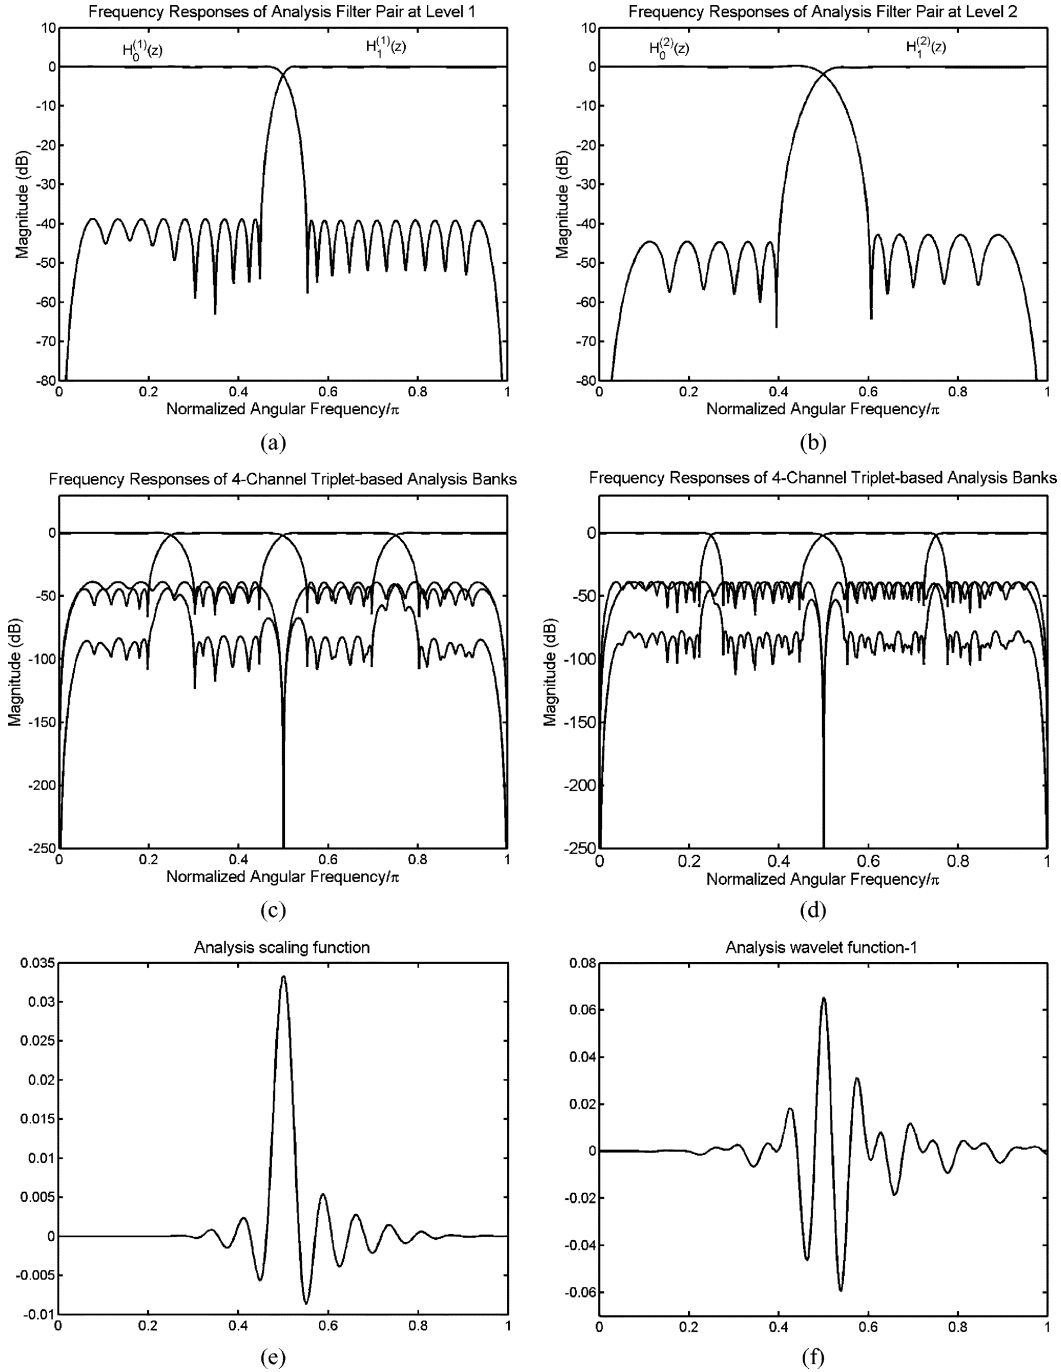 Frequency Responses of Analysis Filter Pair at Level 1
10
0
-10
-20
-30
-40
-50
-60
-70
-80
Magnitude (dB)
H0(1)(z)
H1(1)(z)
0 0.2 0.4 0.6 0.8 1
Normalized Angular Frequency/π
(a)
Frequency Responses of Analysis Filter Pair at Level 2
10
0
-10
-20
-30
-40
-50
-60
-70
-80
Magnitude (dB)
H0(2)(z)
H1(2)(z)
0 0.2 0.4 0.6 0.8 1
Normalized Angular Frequency/π
(b)
Frequency Responses of 4-Channel Triplet-based Analysis Banks
0
-50
-100
-150
-200
-250
Magnitude (dB)
0 0.2 0.4 0.6 0.8 1
Normalized Angular Frequency/π
(c)
Frequency Responses of 4-Channel Triplet-based Analysis Banks
0
-50
-100
-150
-200
-250
Magnitude (dB)
0 0.2 0.4 0.6 0.8 1
Normalized Angular Frequency/π
(d)
Analysis scaling function
0.035
0.03
0.025
0.02
0.015
0.01
0.005
0
-0.005
-0.01
0 0.2 0.4 0.6 0.8 1
(e)
Analysis wavelet function-1
0.08
0.06
0.04
0.02
0
-0.02
-0.04
-0.06
0 0.2 0.4 0.6 0.8 1
(f)